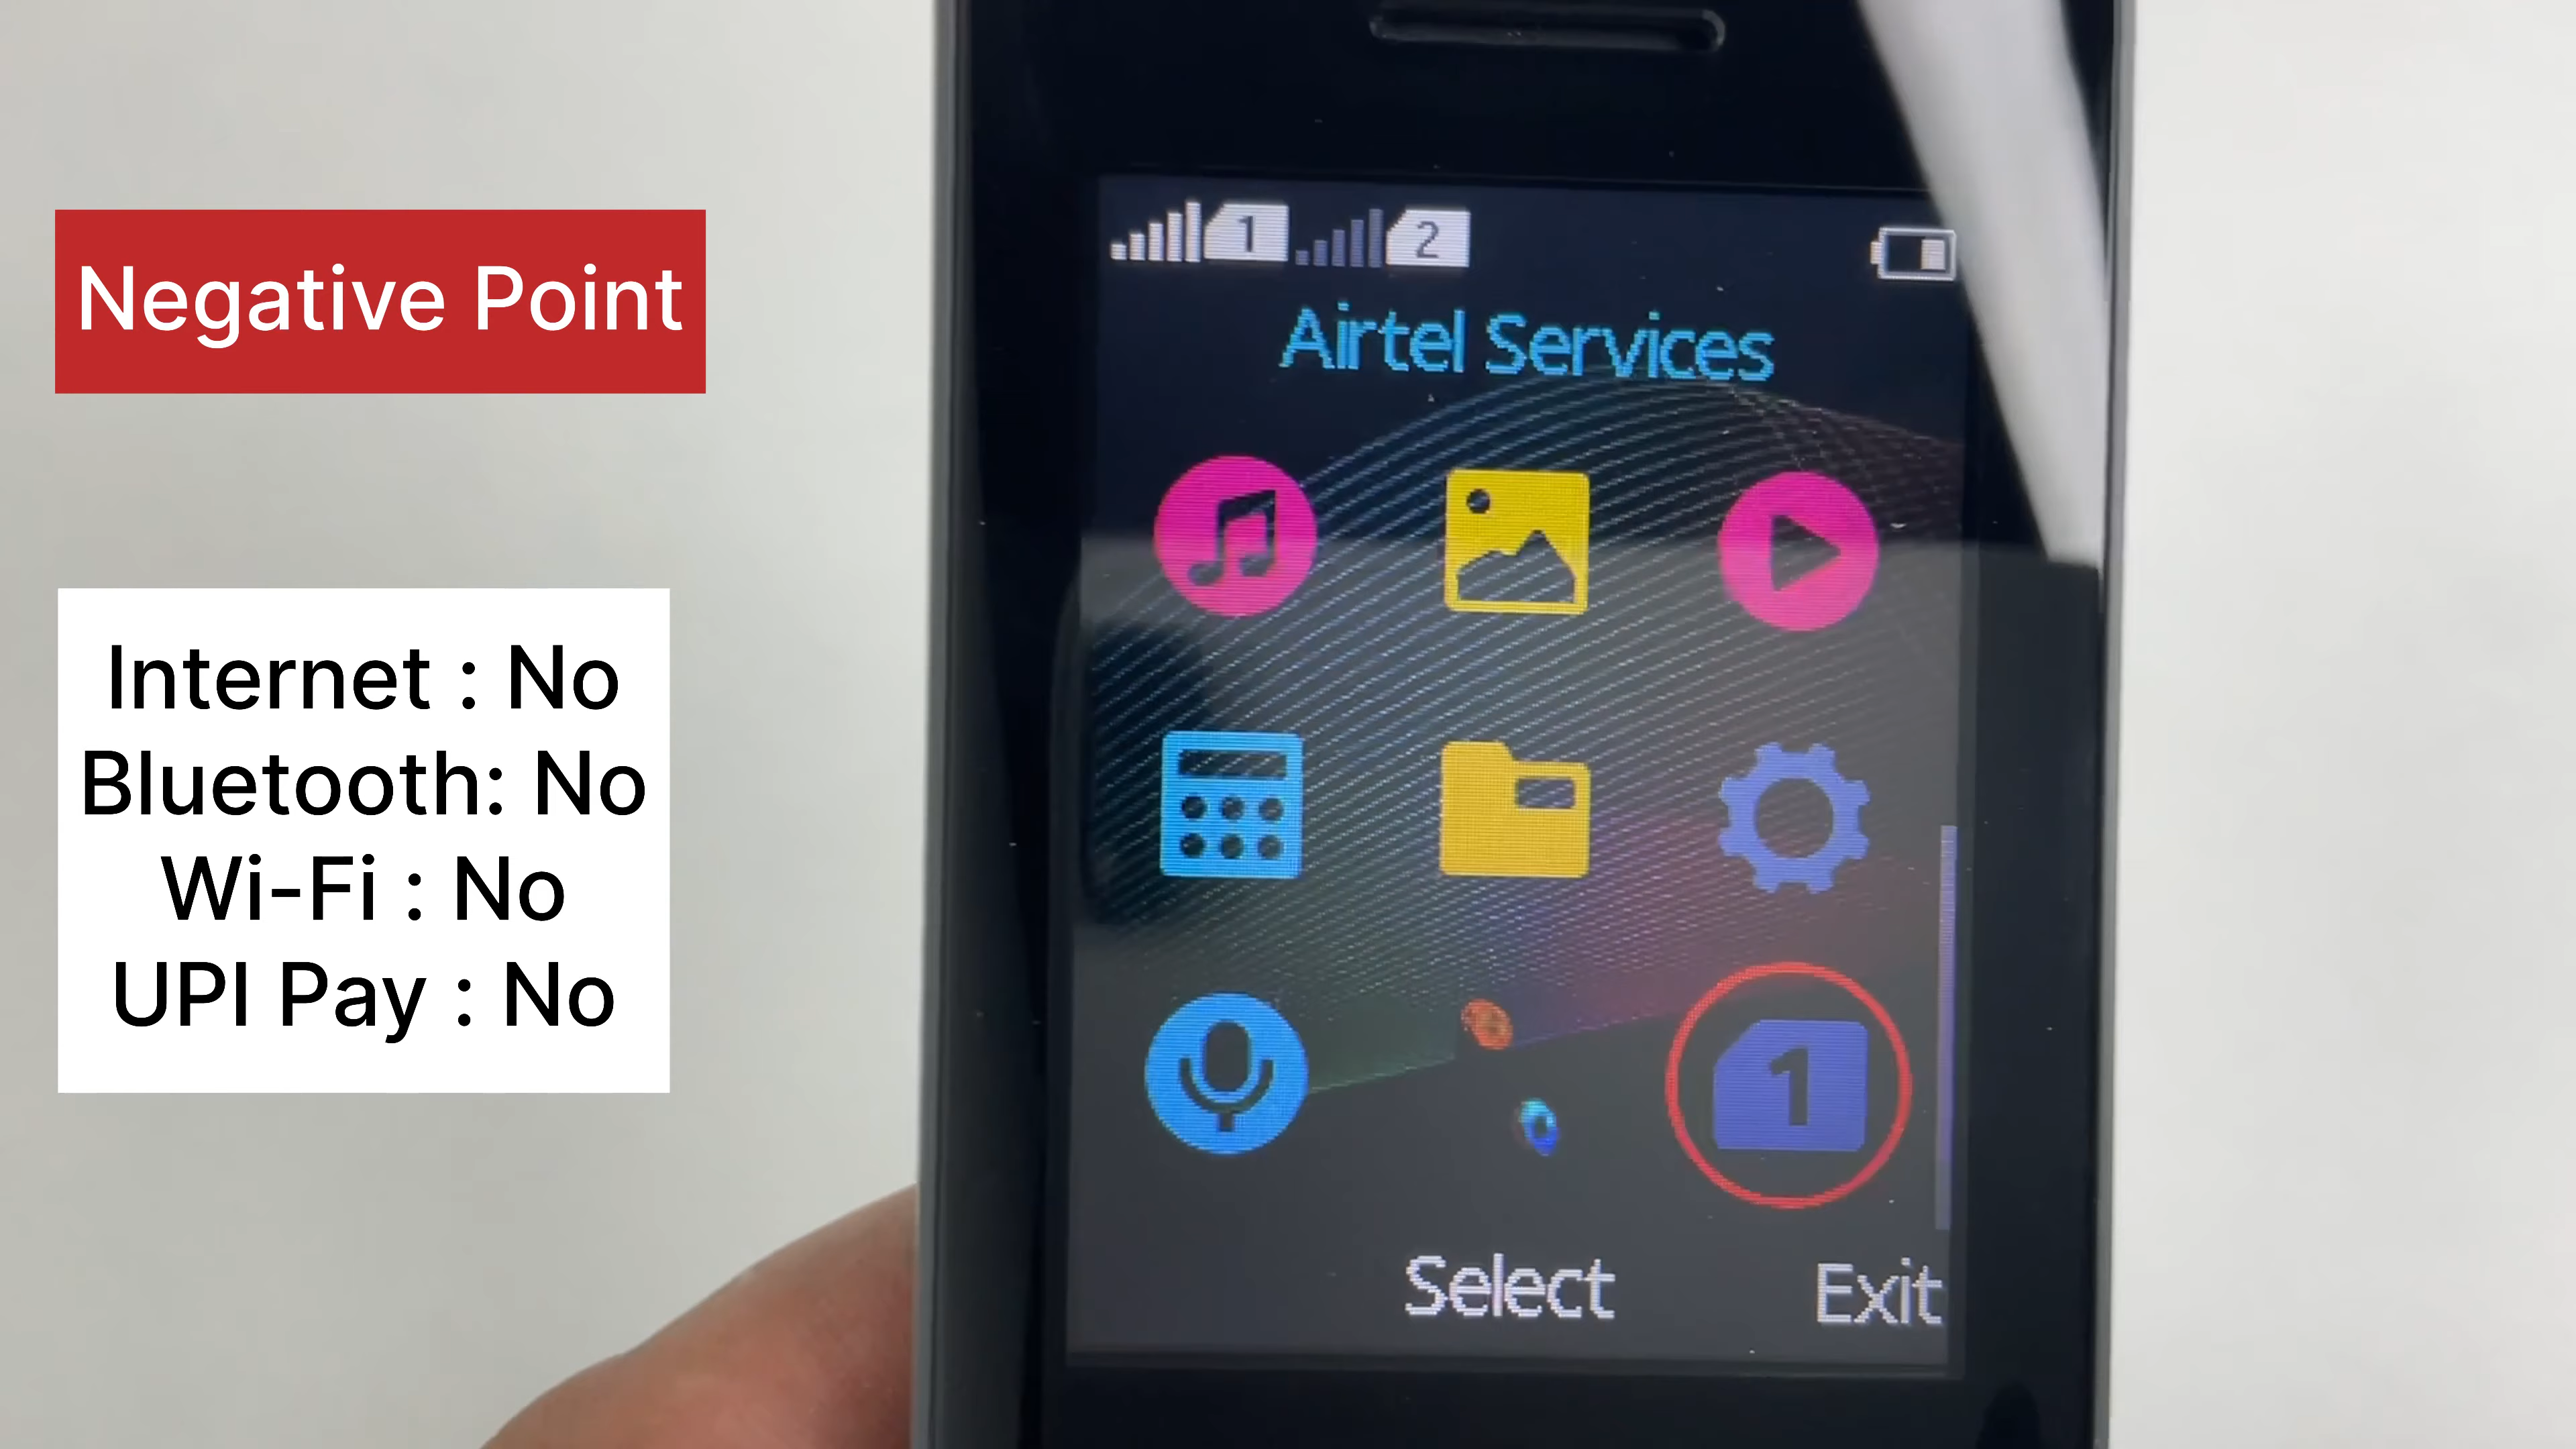 Negative Point
Internet : No
Bluetooth: No
Wi-Fi : No
UPI Pay : No
1 2
Airtel Services
1
Select Exit